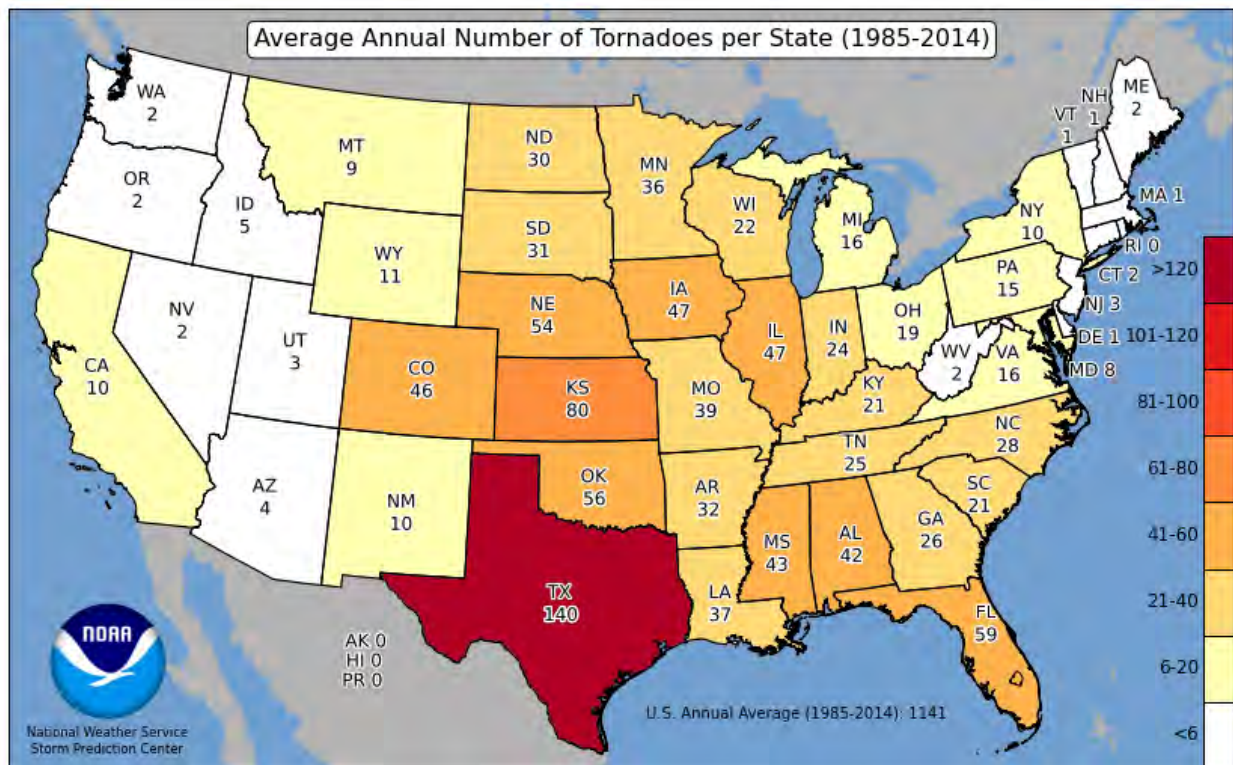 Average Annual Number of Tornadoes per State (1985-2014)
WA
2
OR
2
ID
5
MT
9
WY
11
CA
10
NV
2
UT
3
AZ
4
CO
46
NM
10
ND
30
SD
31
NE
54
KS
80
OK
56
TX
140
MN
36
IA
47
MO
39
AR
32
LA
37
WI
22
IL
47
MS
43
MI
16
IN
24
KY
21
TN
25
AL
42
OH
19
WV
2
VA
16
NC
28
SC
21
GA
26
FL
59
PA
15
NY
10
VT
1
NH
1
ME
2
MA 1
RI 0
CT 2
NJ 3
DE 1
MD 8
AK 0
HI 0
PR 0
>120
101-120
81-100
61-80
41-60
21-40
6-20
<6
NOAA
National Weather Service
Storm Prediction Center
U.S. Annual Average (1985-2014): 1141